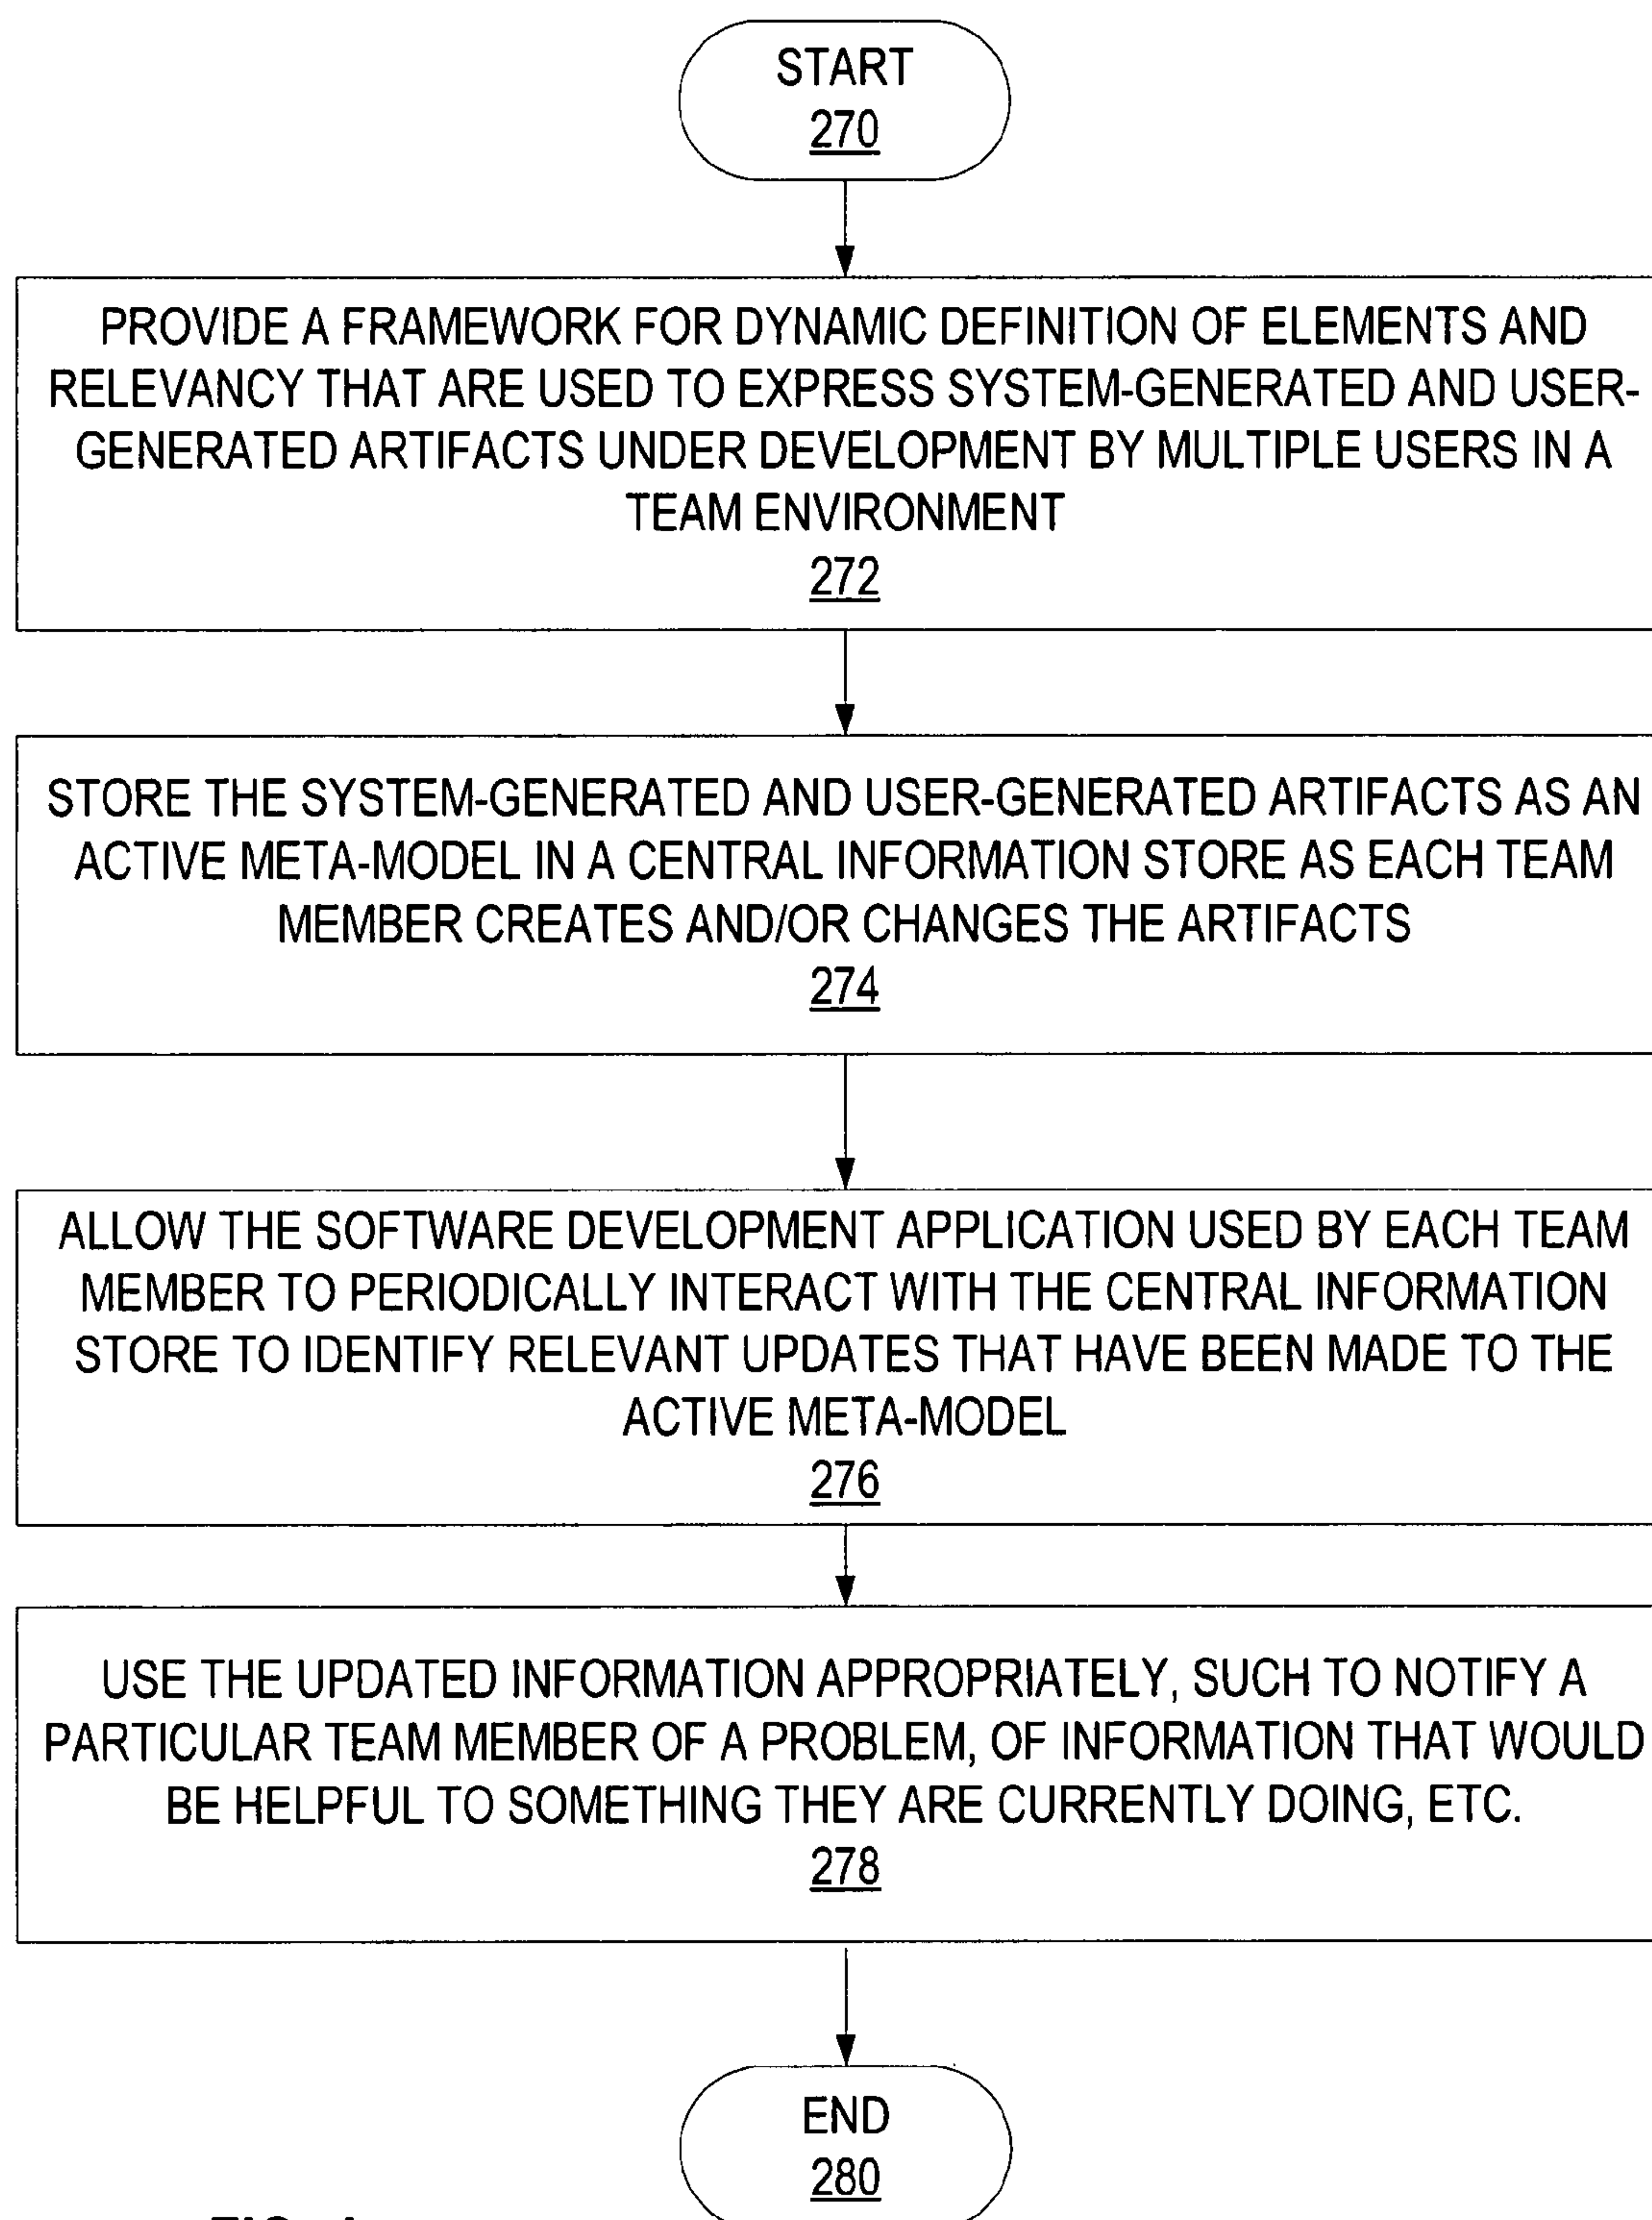 START
270
PROVIDE A FRAMEWORK FOR DYNAMIC DEFINITION OF ELEMENTS AND
RELEVANCY THAT ARE USED TO EXPRESS SYSTEM-GENERATED AND USER-
GENERATED ARTIFACTS UNDER DEVELOPMENT BY MULTIPLE USERS IN A
TEAM ENVIRONMENT
272
STORE THE SYSTEM-GENERATED AND USER-GENERATED ARTIFACTS AS AN
ACTIVE META-MODEL IN A CENTRAL INFORMATION STORE AS EACH TEAM
MEMBER CREATES AND/OR CHANGES THE ARTIFACTS
274
ALLOW THE SOFTWARE DEVELOPMENT APPLICATION USED BY EACH TEAM
MEMBER TO PERIODICALLY INTERACT WITH THE CENTRAL INFORMATION
STORE TO IDENTIFY RELEVANT UPDATES THAT HAVE BEEN MADE TO THE
ACTIVE META-MODEL
276
USE THE UPDATED INFORMATION APPROPRIATELY, SUCH TO NOTIFY A
PARTICULAR TEAM MEMBER OF A PROBLEM, OF INFORMATION THAT WOULD
BE HELPFUL TO SOMETHING THEY ARE CURRENTLY DOING, ETC.
278
END
280